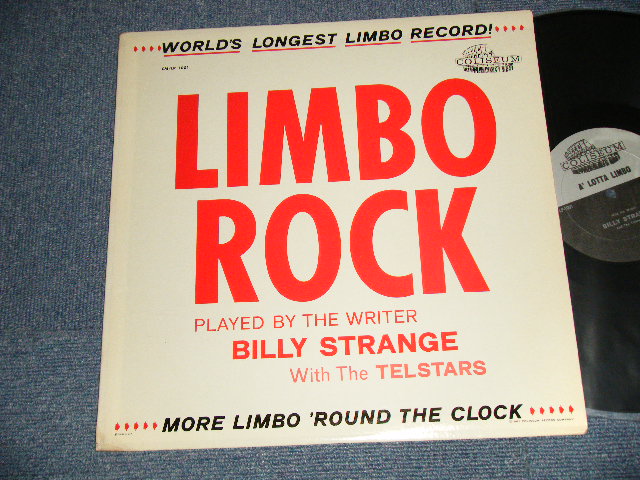 WORLD'S LONGEST LIMBO RECORD!
COLISEUM
LIMBO
ROCK
PLAYED BY THE WRITER
BILLY STRANGE
With The TELSTARS
MORE LIMBO 'ROUND THE CLOCK
COLISEUM
A' LOTTA LIMBO
BILLY STRA